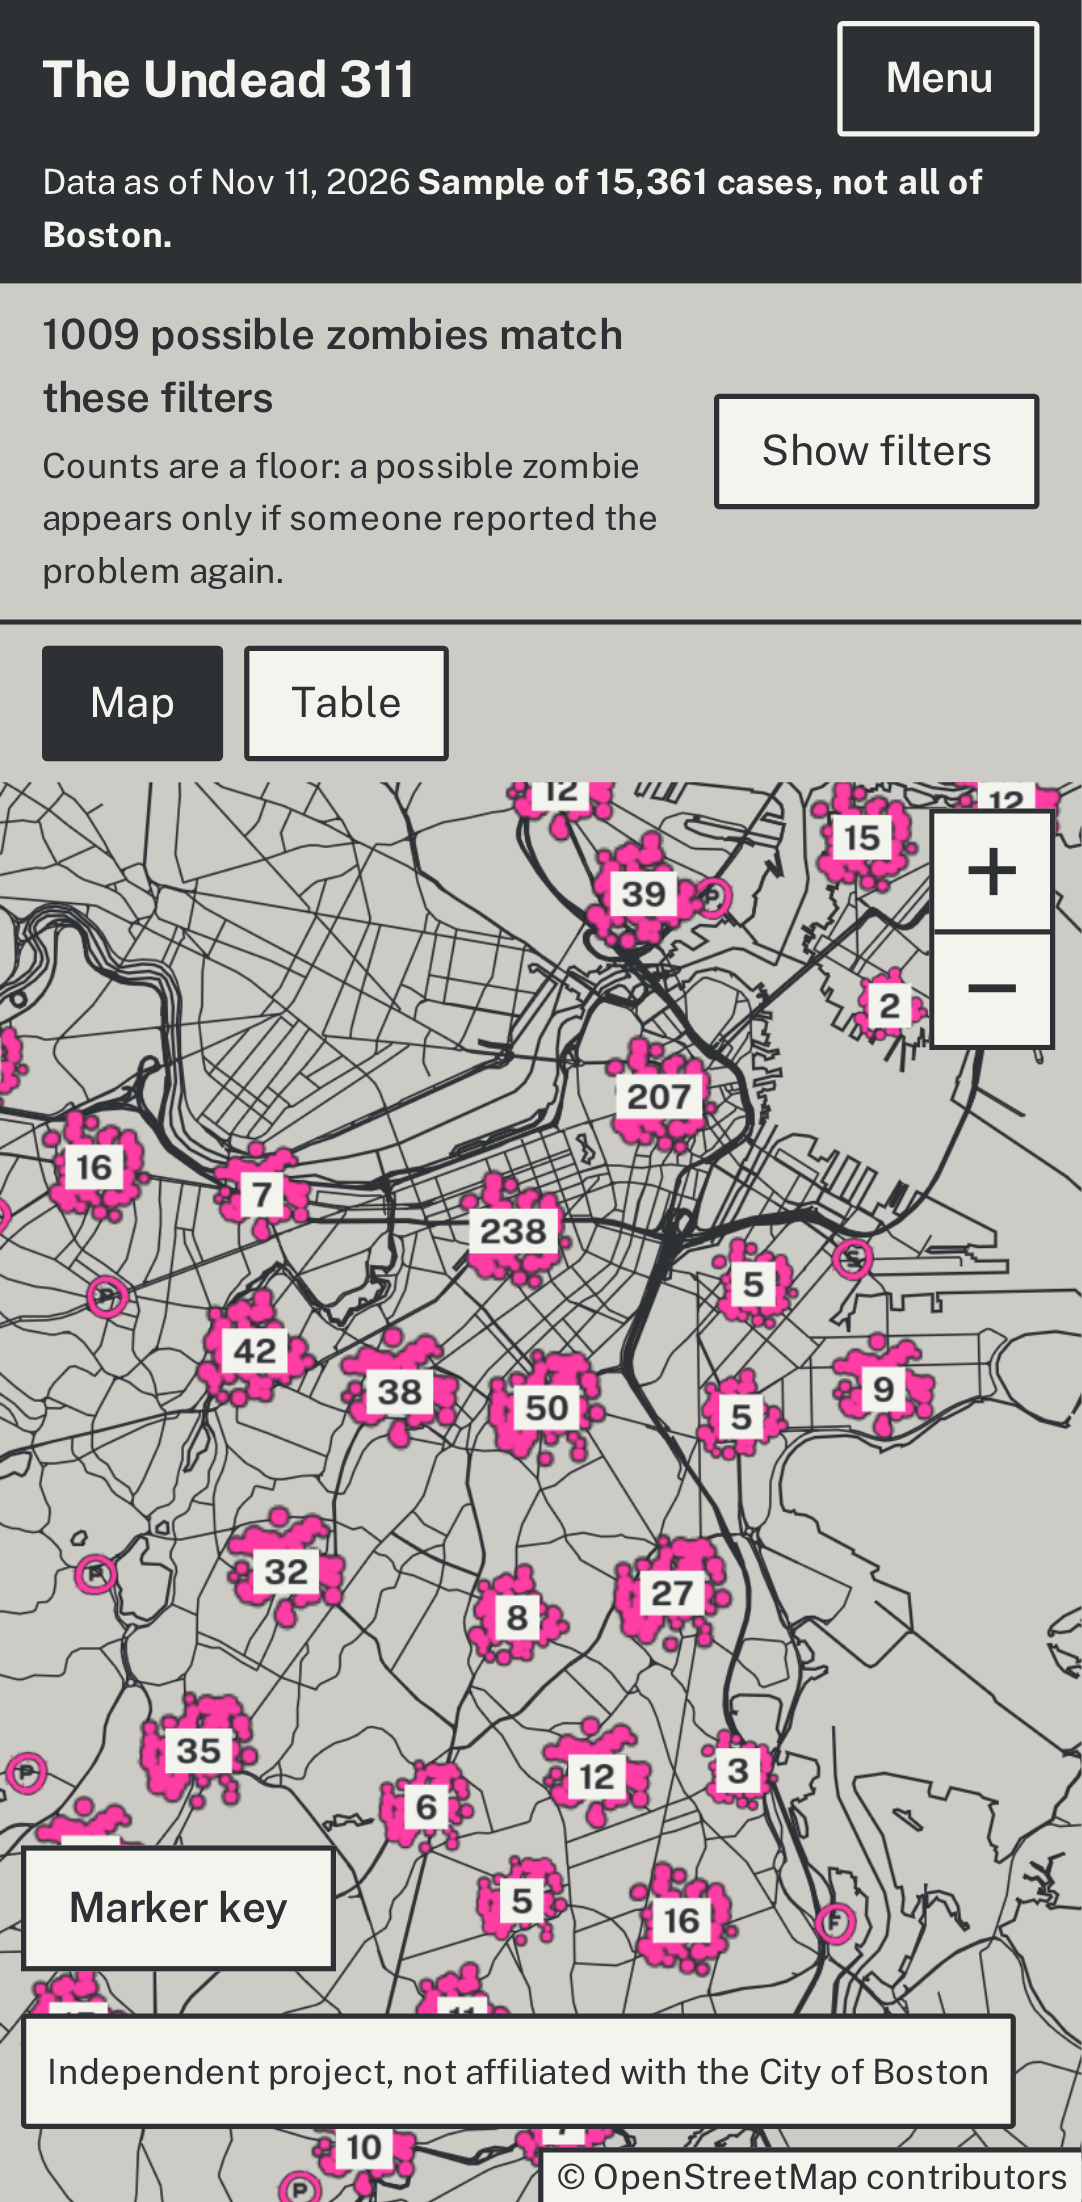 The Undead 311
Menu
Data as of Nov 11, 2026 Sample of 15,361 cases, not all of
Boston.
1009 possible zombies match
these filters
Show filters
Counts are a floor: a possible zombie
appears only if someone reported the
problem again.
Map
Table
12
15
12
+
39
P
2
−
207
16
7
238
5
S
P
42
38
50
5
9
32
P
8
27
35
P
12
3
6
Marker key
5
16
F
11
Independent project, not affiliated with the City of Boston
10
P
© OpenStreetMap contributors